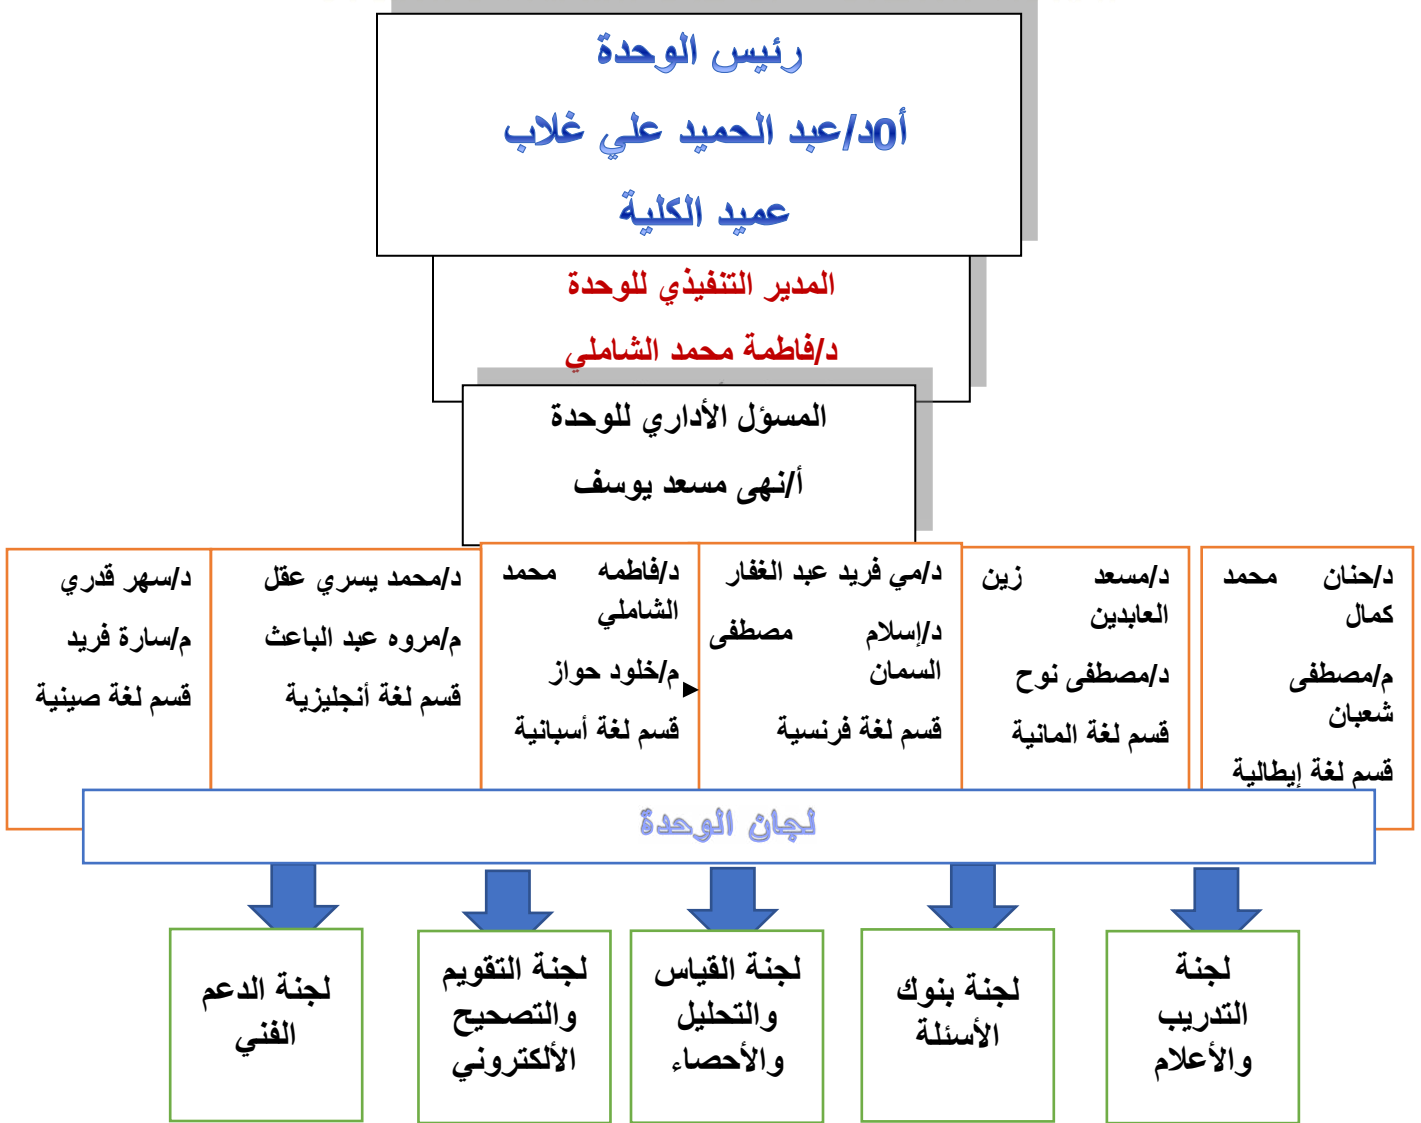 رئيس الوحدة
أ0د/عبد الحميد علي غلاب
عميد الكلية
المدير التنفيذي للوحدة
د/فاطمة محمد الشاملي
المسؤل الأداري للوحدة
أ/نهى مسعد يوسف
د/حنان محمد
كمال
م/مصطفى
شعبان
قسم لغة إيطالية
د/مسعد زين
العابدين
د/مصطفى نوح
قسم لغة المانية
د/مي فريد عبد الغفار
د/إسلام مصطفى
السمان
قسم لغة فرنسية
د/فاطمه محمد
الشاملي
م/خلود حواز
قسم لغة أسبانية
د/محمد يسري عقل
م/مروه عبد الباعث
قسم لغة أنجليزية
د/سهر قدري
م/سارة فريد
قسم لغة صينية
لجان الوحدة
لجنة
التدريب
والأعلام
لجنة بنوك
الأسئلة
لجنة القياس
والتحليل
والأحصاء
لجنة التقويم
والتصحيح
الألكتروني
لجنة الدعم
الفني